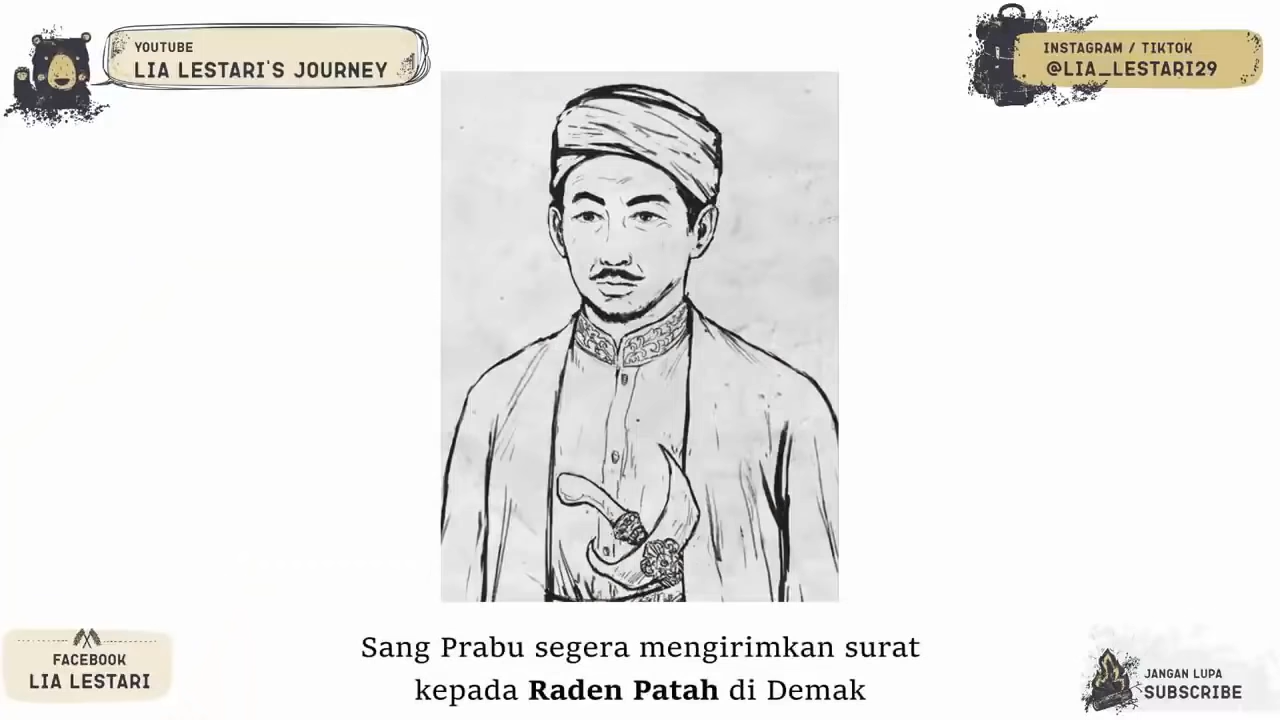 YOUTUBE
LIA LESTARI'S JOURNEY
INSTAGRAM / TIKTOK
@LIA_LESTARI29
Sang Prabu segera mengirimkan surat
kepada Raden Patah di Demak
FACEBOOK
LIA LESTARI
JANGAN LUPA
SUBSCRIBE